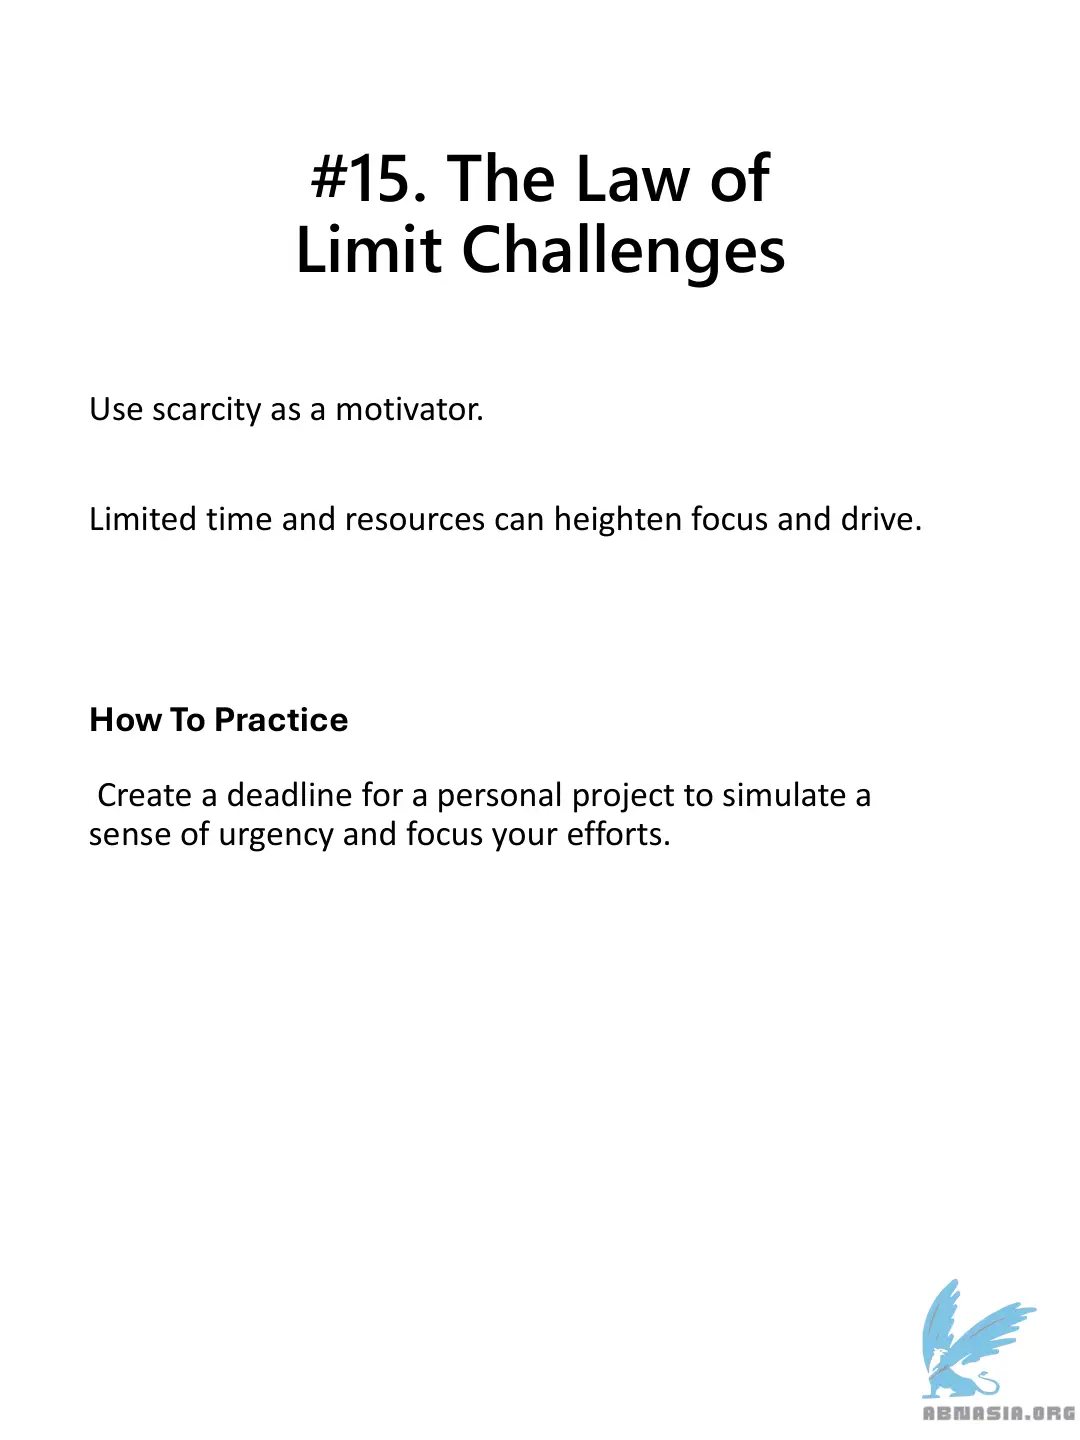 #15. The Law of
Limit Challenges
Use scarcity as a motivator.
Limited time and resources can heighten focus and drive.
How To Practice
Create a deadline for a personal project to simulate a
sense of urgency and focus your efforts.
ABNASIA.ORG